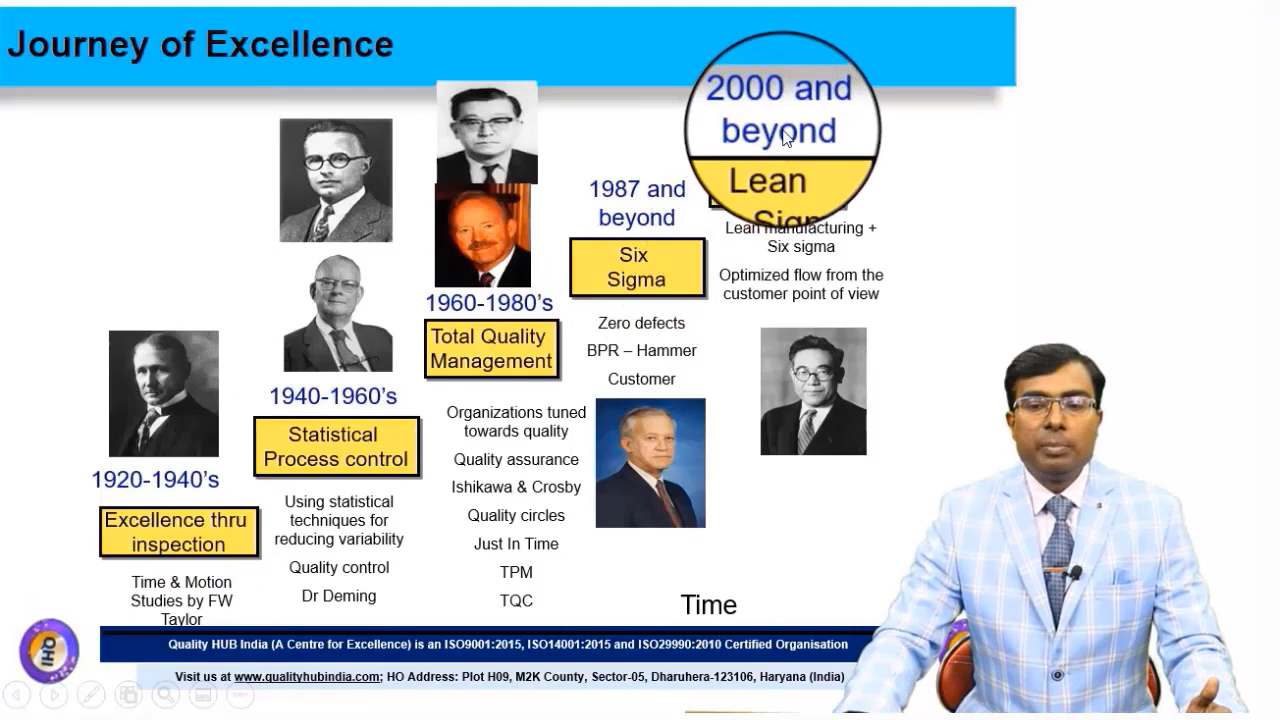 Journey of Excellence
2000 and
beyond
Lean
Lean manufacturing +
Six sigma
Optimized flow from the
customer point of view
1987 and
beyond
Six
Sigma
Zero defects
BPR – Hammer
Customer
1960-1980’s
Total Quality
Management
Organizations tuned
towards quality
Quality assurance
Ishikawa & Crosby
Quality circles
Just In Time
TPM
TQC
1940-1960’s
Statistical
Process control
Using statistical
techniques for
reducing variability
Quality control
Dr Deming
1920-1940’s
Excellence thru
inspection
Time & Motion
Studies by FW
Taylor
Time
IHQ
Quality HUB India (A Centre for Excellence) is an ISO9001:2015, ISO14001:2015 and ISO29990:2010 Certified Organisation
Visit us at www.qualityhubindia.com; HO Address: Plot H09, M2K County, Sector-05, Dharuhera-123106, Haryana (India)